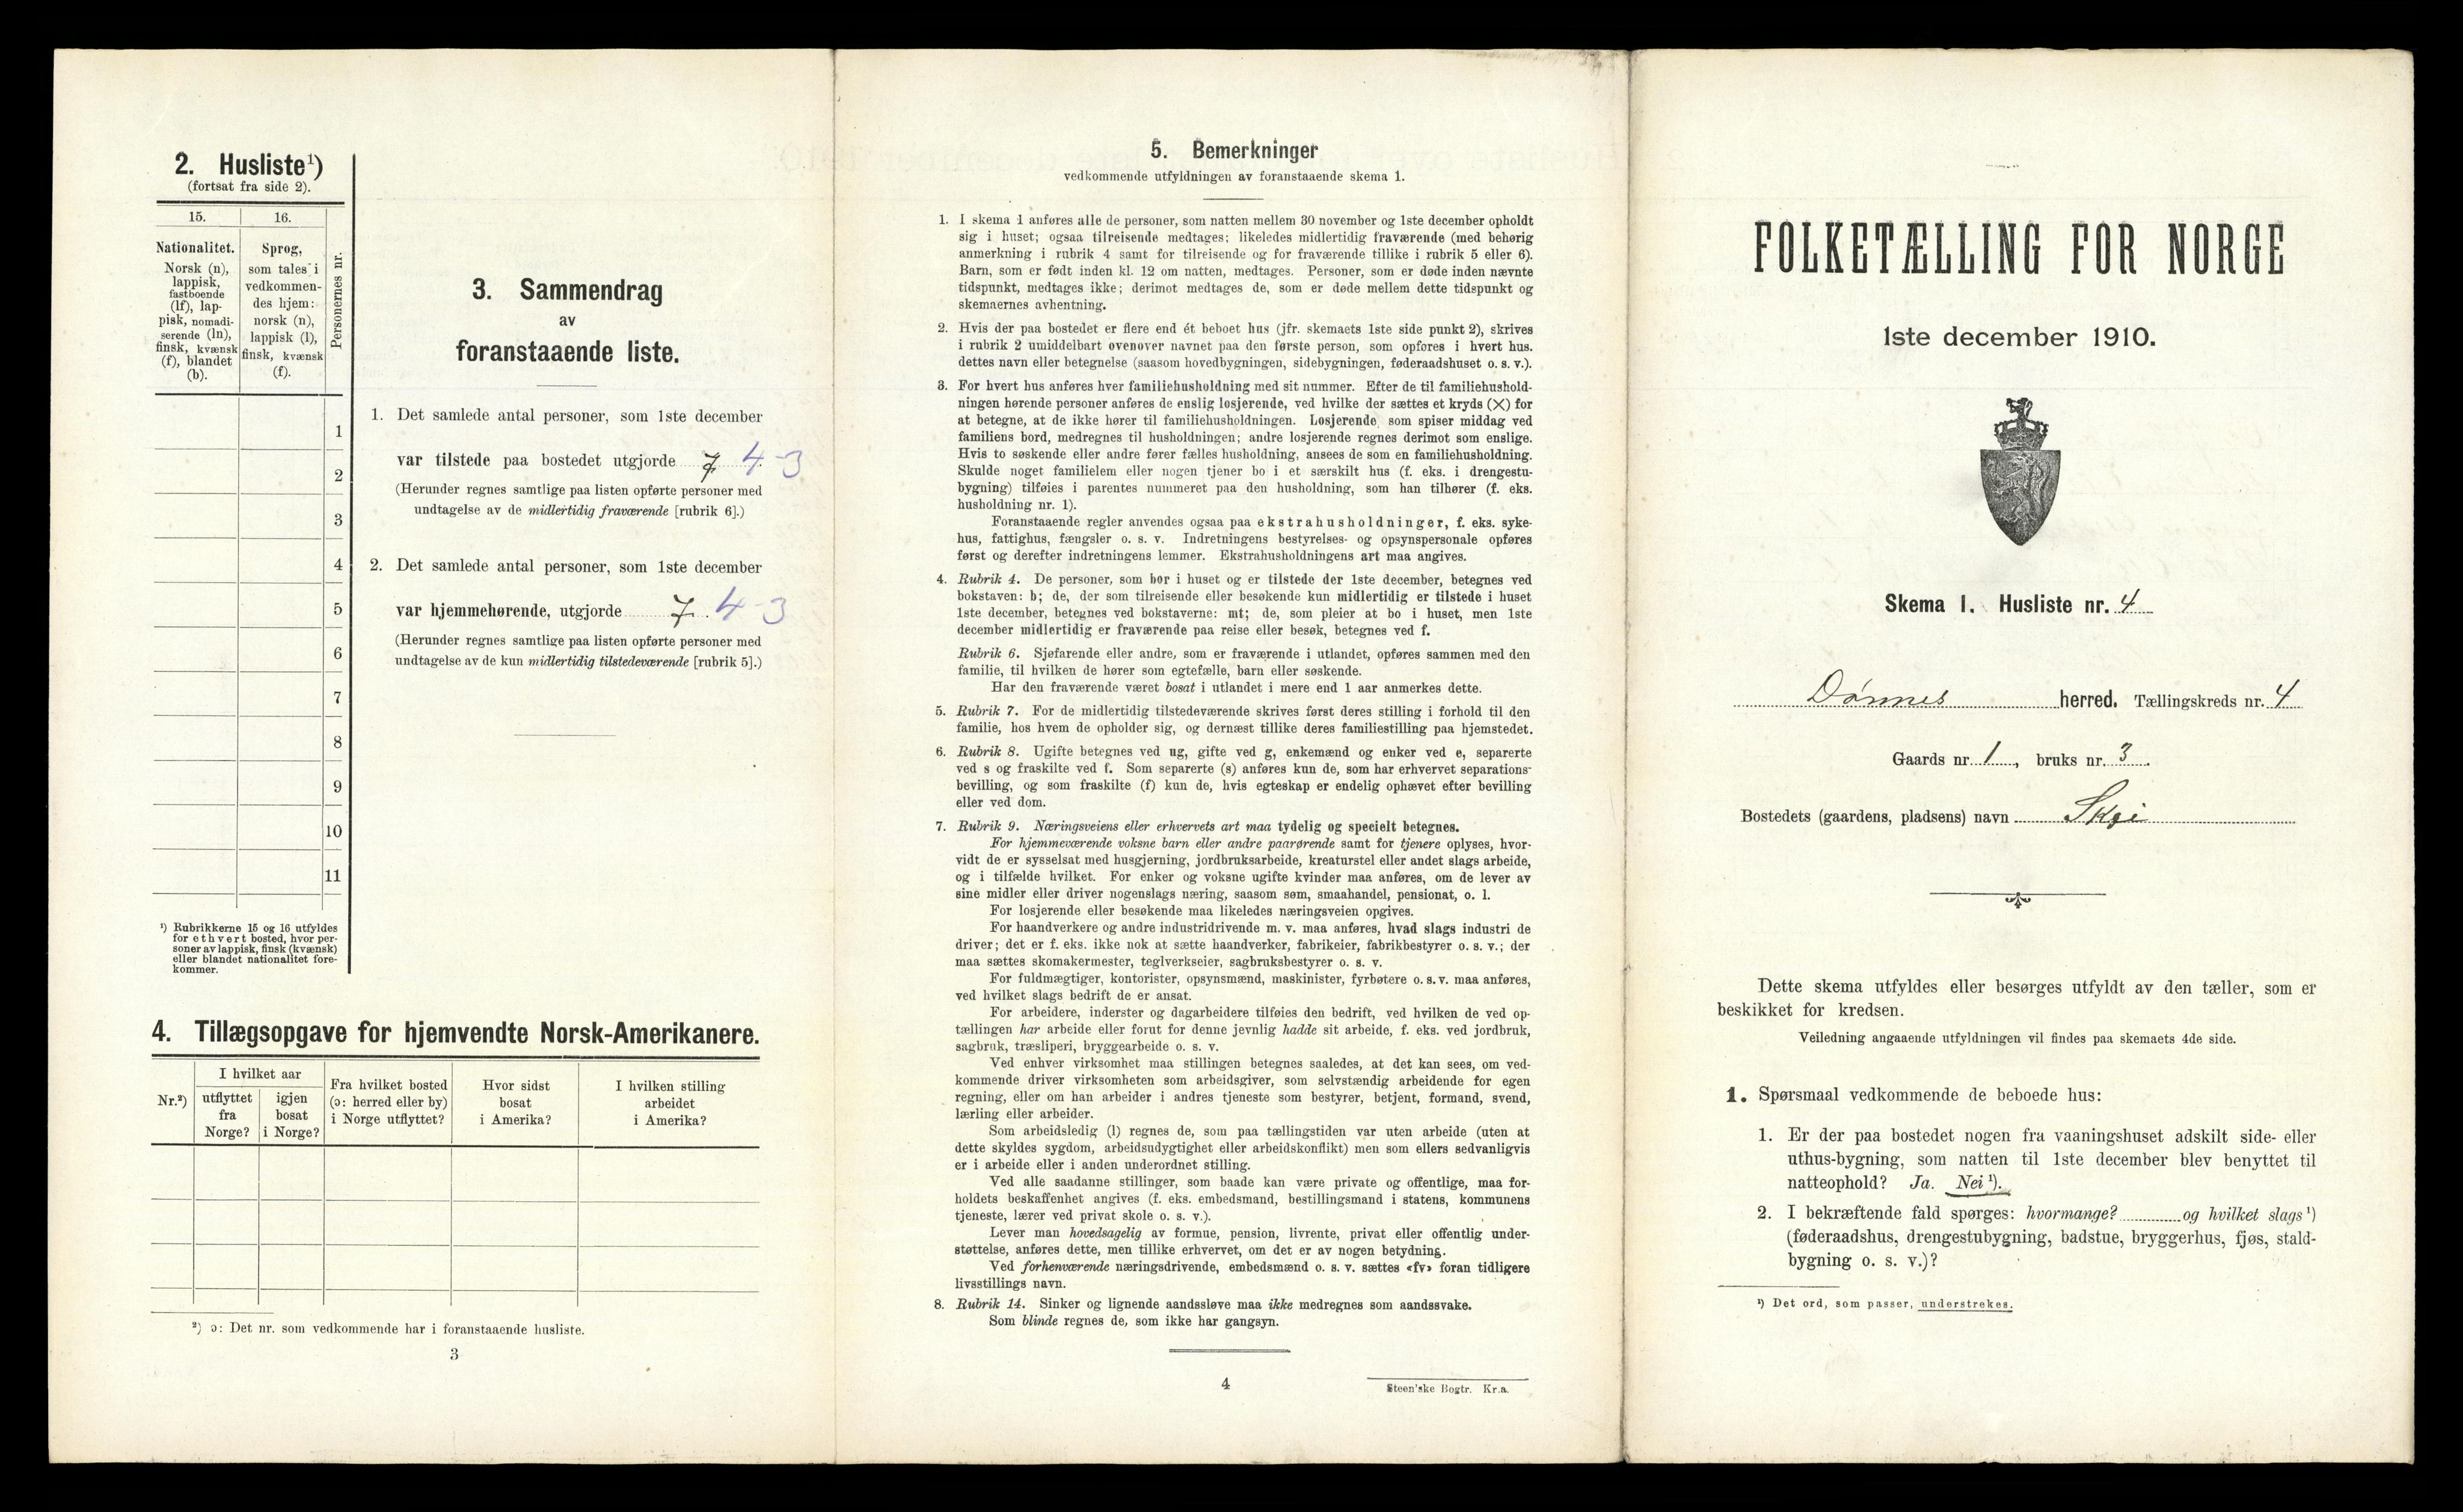 2. Husliste¹)
(fortsat fra side 2).
15.
16.
Personernes nr.
Nationalitet.
Norsk (n),
lappisk,
fastboende
(lf), lap-
pisk, nomadi-
serende (ln),
finsk, kvænsk
(f), blandet
(b).
Sprog,
som tales i
vedkommen-
des hjem:
norsk (n),
lappisk (l),
finsk, kvænsk
(f).
1
2
3
4
5
6
7
8
9
10
11
¹) Rubrikkerne 15 og 16 utfyldes
for ethvert bosted, hvor per-
soner av lappisk, finsk (kvænsk)
eller blandet nationalitet fore-
kommer.
3. Sammendrag
av
foranstaaende liste.
1. Det samlede antal personer, som 1ste december
var tilstede paa bostedet utgjorde 7 4-3
(Herunder regnes samtlige paa listen opførte personer med
undtagelse av de midlertidig fraværende [rubrik 6].)
2. Det samlede antal personer, som 1ste december
var hjemmehørende, utgjorde 7. 4-3
(Herunder regnes samtlige paa listen opførte personer med
undtagelse av de kun midlertidig tilstedeværende [rubrik 5].)
4. Tillægsopgave for hjemvendte Norsk-Amerikanere.
Nr.²)
I hvilket aar
utflyttet
fra
Norge?
igjen
bosat
i Norge?
Fra hvilket bosted
(ɔ: herred eller by)
i Norge utflyttet?
Hvor sidst
bosat
i Amerika?
I hvilken stilling
arbeidet
i Amerika?
²) ɔ: Det nr. som vedkommende har i foranstaaende husliste.
3
5. Bemerkninger
vedkommende utfyldningen av foranstaaende skema 1.
1. I skema 1 anføres alle de personer, som natten mellem 30 november og 1ste december opholdt
sig i huset; ogsaa tilreisende medtages; likeledes midlertidig fraværende (med behørig
anmerkning i rubrik 4 samt for tilreisende og for fraværende tillike i rubrik 5 eller 6).
Barn, som er født inden kl. 12 om natten, medtages. Personer, som er døde inden nævnte
tidspunkt, medtages ikke; derimot medtages de, som er døde mellem dette tidspunkt og
skemaernes avhentning.
2. Hvis der paa bostedet er flere end ét beboet hus (jfr. skemaets 1ste side punkt 2), skrives
i rubrik 2 umiddelbart ovenover navnet paa den første person, som opføres i hvert hus.
dettes navn eller betegnelse (saasom hovedbygningen, sidebygningen, føderaadshuset o. s. v.).
3. For hvert hus anføres hver familiehusholdning med sit nummer. Efter de til familiehushold-
ningen hørende personer anføres de enslig losjerende, ved hvilke der sættes et kryds (×) for
at betegne, at de ikke hører til familiehusholdningen. Losjerende som spiser middag ved
familiens bord, medregnes til husholdningen; andre losjerende regnes derimot som enslige.
Hvis to søskende eller andre fører fælles husholdning, ansees de som en familiehusholdning.
Skulde noget familielem eller nogen tjener bo i et særskilt hus (f. eks. i drengestu-
bygning) tilføies i parentes nummeret paa den husholdning, som han tilhører (f. eks.
husholdning nr. 1).
Foranstaaende regler anvendes ogsaa paa ekstrahusholdninger, f. eks. syke-
hus, fattighus, fængsler o. s. v. Indretningens bestyrelses- og opsynspersonale opføres
først og derefter indretningens lemmer. Ekstrahusholdningens art maa angives.
4. Rubrik 4. De personer, som bor i huset og er tilstede der 1ste december, betegnes ved
bokstaven: b; de, der som tilreisende eller besøkende kun midlertidig er tilstede i huset
1ste december, betegnes ved bokstaverne: mt; de, som pleier at bo i huset, men 1ste
december midlertidig er fraværende paa reise eller besøk, betegnes ved f.
Rubrik 6. Sjøfarende eller andre, som er fraværende i utlandet, opføres sammen med den
familie, til hvilken de hører som egtefælle, barn eller søskende.
Har den fraværende været bosat i utlandet i mere end 1 aar anmerkes dette.
5. Rubrik 7. For de midlertidig tilstedeværende skrives først deres stilling i forhold til den
familie, hos hvem de opholder sig, og dernæst tillike deres familiestilling paa hjemstedet.
6. Rubrik 8. Ugifte betegnes ved ug, gifte ved g, enkemænd og enker ved e, separerte
ved s og fraskilte ved f. Som separerte (s) anføres kun de, som har erhvervet separations-
bevilling, og som fraskilte (f) kun de, hvis egteskap er endelig ophævet efter bevilling
eller ved dom.
7. Rubrik 9. Næringsveiens eller erhvervets art maa tydelig og specielt betegnes.
For hjemmeværende voksne barn eller andre paarørende samt for tjenere oplyses, hvor-
vidt de er sysselsat med husgjerning, jordbruksarbeide, kreaturstel eller andet slags arbeide,
og i tilfælde hvilket. For enker og voksne ugifte kvinder maa anføres, om de lever av
sine midler eller driver nogenslags næring, saasom søm, smaahandel, pensionat, o. l.
For losjerende eller besøkende maa likeledes næringsveien opgives.
For haandverkere og andre industridrivende m. v. maa anføres, hvad slags industri de
driver; det er f. eks. ikke nok at sætte haandverker, fabrikeier, fabrikbestyrer o. s. v.; der
maa sættes skomakermester, teglverkseier, sagbruksbestyrer o. s. v.
For fuldmægtiger, kontorister, opsynsmænd, maskinister, fyrbøtere o. s. v. maa anføres,
ved hvilket slags bedrift de er ansat.
For arbeidere, inderster og dagarbeidere tilføies den bedrift, ved hvilken de ved op-
tællingen har arbeide eller forut for denne jevnlig hadde sit arbeide, f. eks. ved jordbruk,
sagbruk, træsliperi, bryggearbeide o. s. v.
Ved enhver virksomhet maa stillingen betegnes saaledes, at det kan sees, om ved-
kommende driver virksomheten som arbeidsgiver, som selvstændig arbeidende for egen
regning, eller om han arbeider i andres tjeneste som bestyrer, betjent, formand, svend,
lærling eller arbeider.
Som arbeidsledig (l) regnes de, som paa tællingstiden var uten arbeide (uten at
dette skyldes sygdom, arbeidsudygtighet eller arbeidskonflikt) men som ellers sedvanligvis
er i arbeide eller i anden underordnet stilling.
Ved alle saadanne stillinger, som baade kan være private og offentlige, maa for-
holdets beskaffenhet angives (f. eks. embedsmand, bestillingsmand i statens, kommunens
tjeneste, lærer ved privat skole o. s. v.).
Lever man hovedsagelig av formue, pension, livrente, privat eller offentlig under-
støttelse, anføres dette, men tillike erhvervet, om det er av nogen betydning.
Ved forhenværende næringsdrivende, embedsmænd o. s. v. sættes «fv» foran tidligere
livsstillings navn.
8. Rubrik 14. Sinker og lignende aandssløve maa ikke medregnes som aandssvake.
Som blinde regnes de, som ikke har gangsyn.
4
Steen'ske Bogtr. Kr.a.
FOLKETÆLLING FOR NORGE
1ste december 1910.
Skema 1. Husliste nr. 4
Dønnes herred. Tællingskreds nr. 4
Gaards nr. 1, bruks nr. 3.
Bostedets (gaardens, pladsens) navn Skei
Dette skema utfyldes eller besørges utfyldt av den tæller, som er
beskikket for kredsen.
Veiledning angaaende utfyldningen vil findes paa skemaets 4de side.
1. Spørsmaal vedkommende de beboede hus:
1. Er der paa bostedet nogen fra vaaningshuset adskilt side- eller
uthus-bygning, som natten til 1ste december blev benyttet til
natteophold? Ja. Nei ¹).
2. I bekræftende fald spørges: hvormange? og hvilket slags ¹)
(føderaadshus, drengestubygning, badstue, bryggerhus, fjøs, stald-
bygning o. s. v.)?
¹) Det ord, som passer, understrekes.